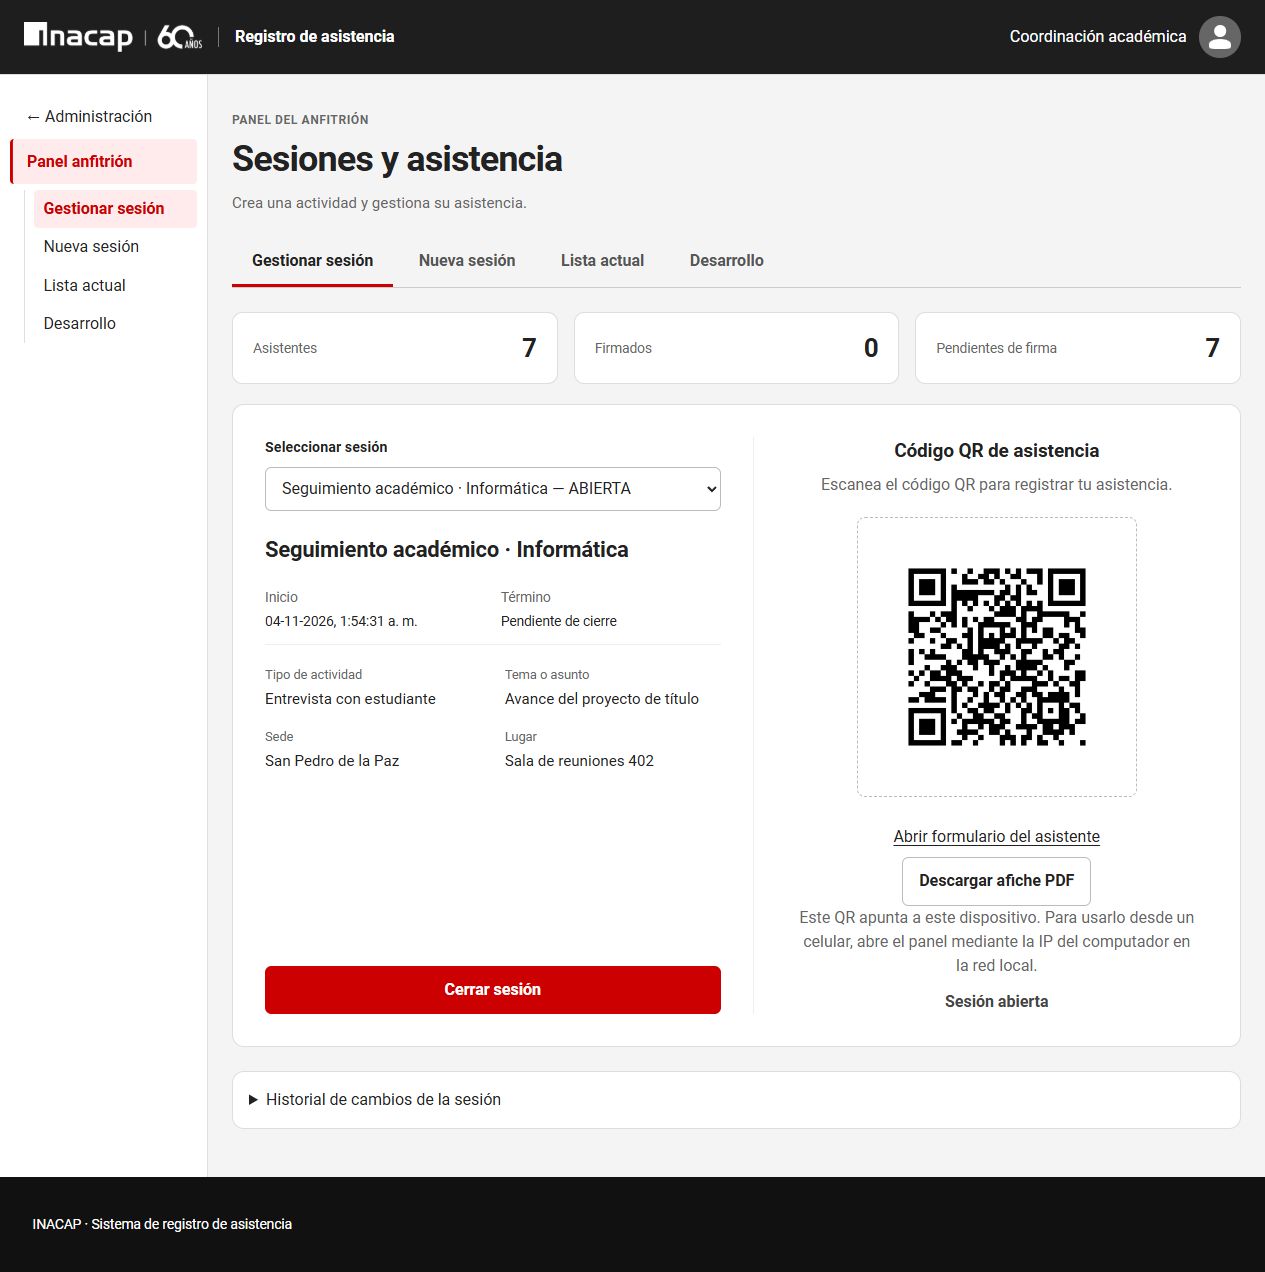 Inacap | 60 AÑOS
Registro de asistencia
Coordinación académica
← Administración
Panel anfitrión
Gestionar sesión
Nueva sesión
Lista actual
Desarrollo
PANEL DEL ANFITRIÓN
Sesiones y asistencia
Crea una actividad y gestiona su asistencia.
Gestionar sesión
Nueva sesión
Lista actual
Desarrollo
Asistentes 7
Firmados 0
Pendientes de firma 7
Seleccionar sesión
Seguimiento académico · Informática — ABIERTA
Seguimiento académico · Informática
Inicio
04-11-2026, 1:54:31 a. m.
Término
Pendiente de cierre
Tipo de actividad
Entrevista con estudiante
Tema o asunto
Avance del proyecto de título
Sede
San Pedro de la Paz
Lugar
Sala de reuniones 402
Cerrar sesión
Código QR de asistencia
Escanea el código QR para registrar tu asistencia.
Abrir formulario del asistente
Descargar afiche PDF
Este QR apunta a este dispositivo. Para usarlo desde un
celular, abre el panel mediante la IP del computador en
la red local.
Sesión abierta
Historial de cambios de la sesión
INACAP · Sistema de registro de asistencia